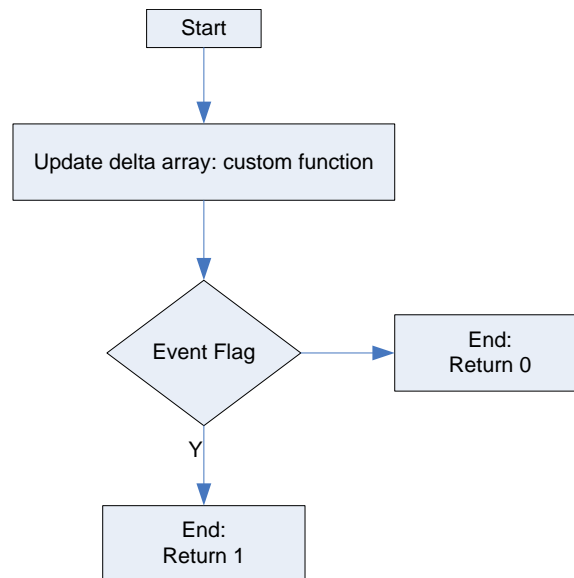 Start
Update delta array: custom function
Event Flag
End:
Return 0
Y
End:
Return 1